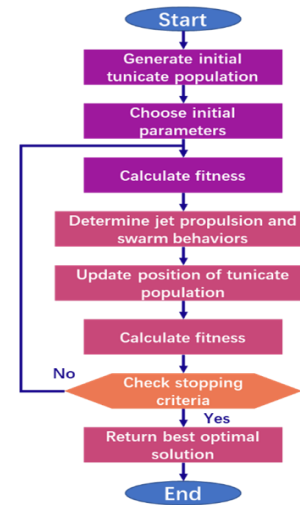 Start
Generate initial
tunicate population
Choose initial
parameters
Calculate fitness
Determine jet propulsion and
swarm behaviors
Update position of tunicate
population
Calculate fitness
No
Check stopping
criteria
Yes
Return best optimal
solution
End